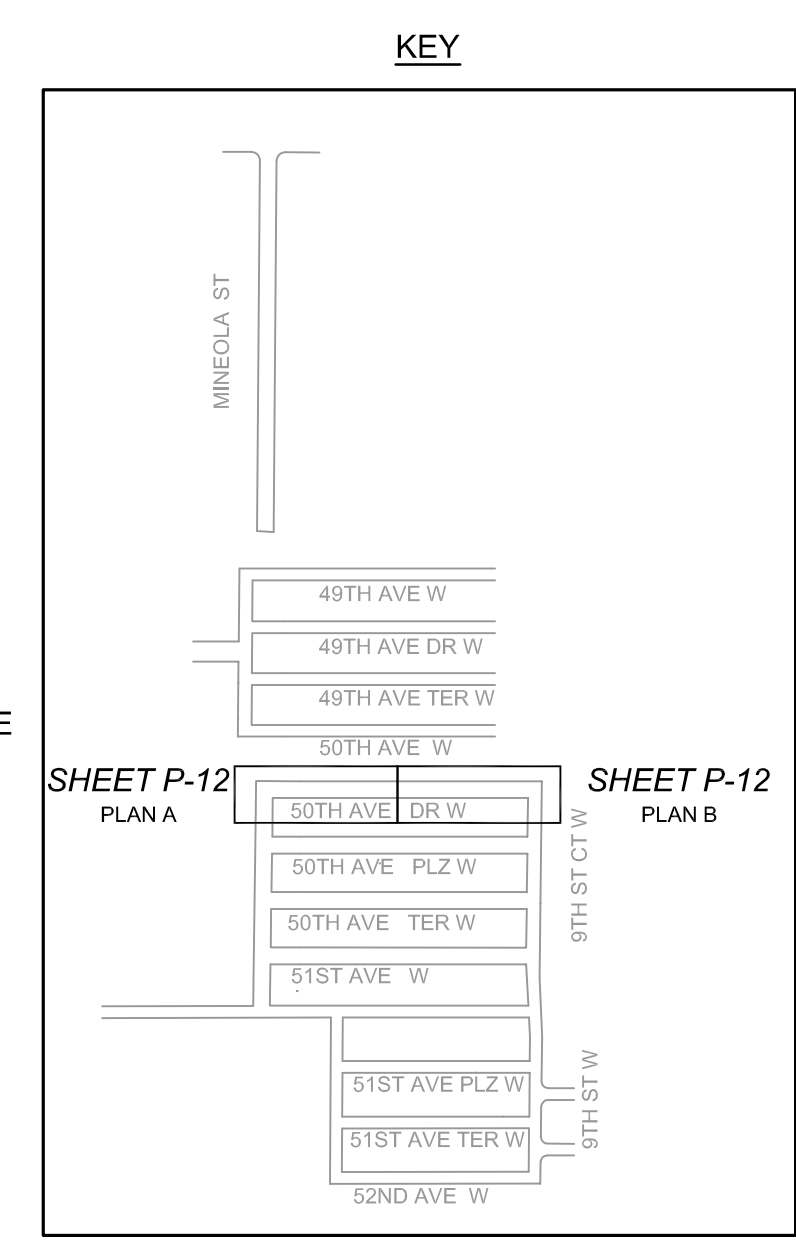 KEY
MINEOLA ST
49TH AVE W
49TH AVE DR W
49TH AVE TER W
50TH AVE W
E
SHEET P-12
PLAN A
SHEET P-12
PLAN B
50TH AVE DR W
9TH ST CT W
50TH AVE PLZ W
50TH AVE TER W
51ST AVE W
51ST AVE PLZ W
9TH ST W
51ST AVE TER W
52ND AVE W